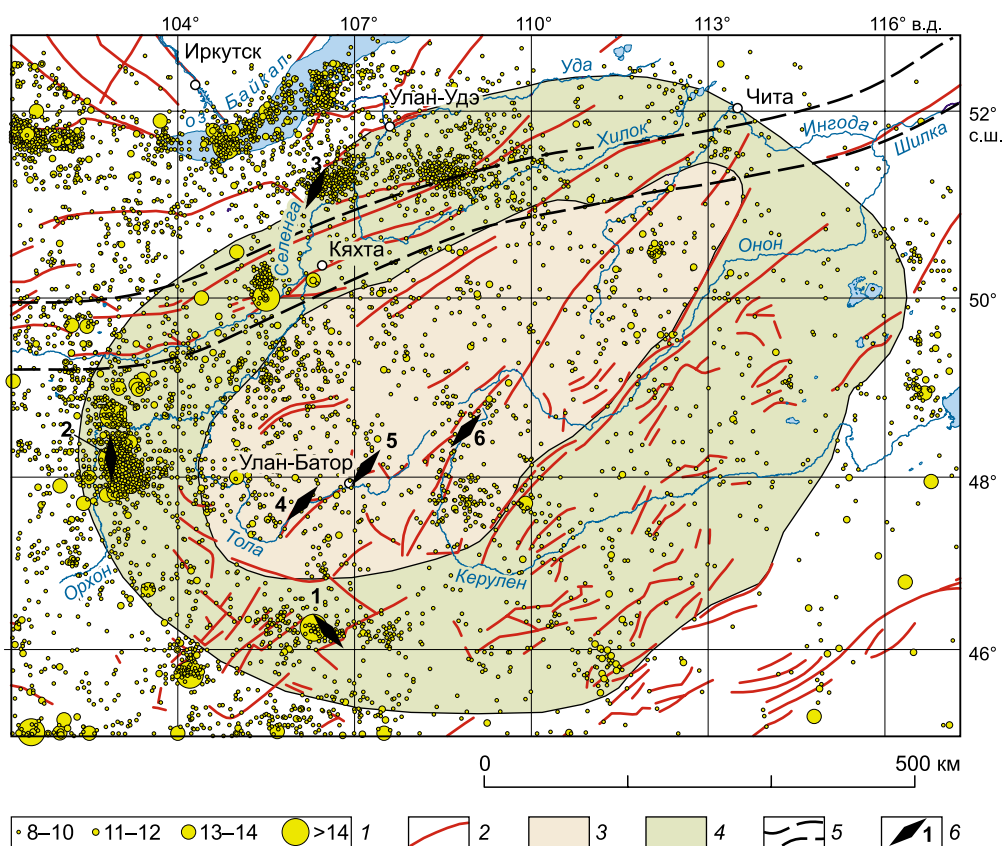 104° 107° 110° 113° 116° в.д.
Иркутск
оз. Байкал
Уда
Улан-Удэ
Чита
52°
с.ш.
Хилок
Ингода
Шилка
3
Селенга
Кяхта
Онон
50°
2
Улан-Батор
5
6
48°
4
Тола
Орхон
Керулен
1
46°
0 500 км
8–10 11–12 13–14 >14 1 2 3 4 5 1 6